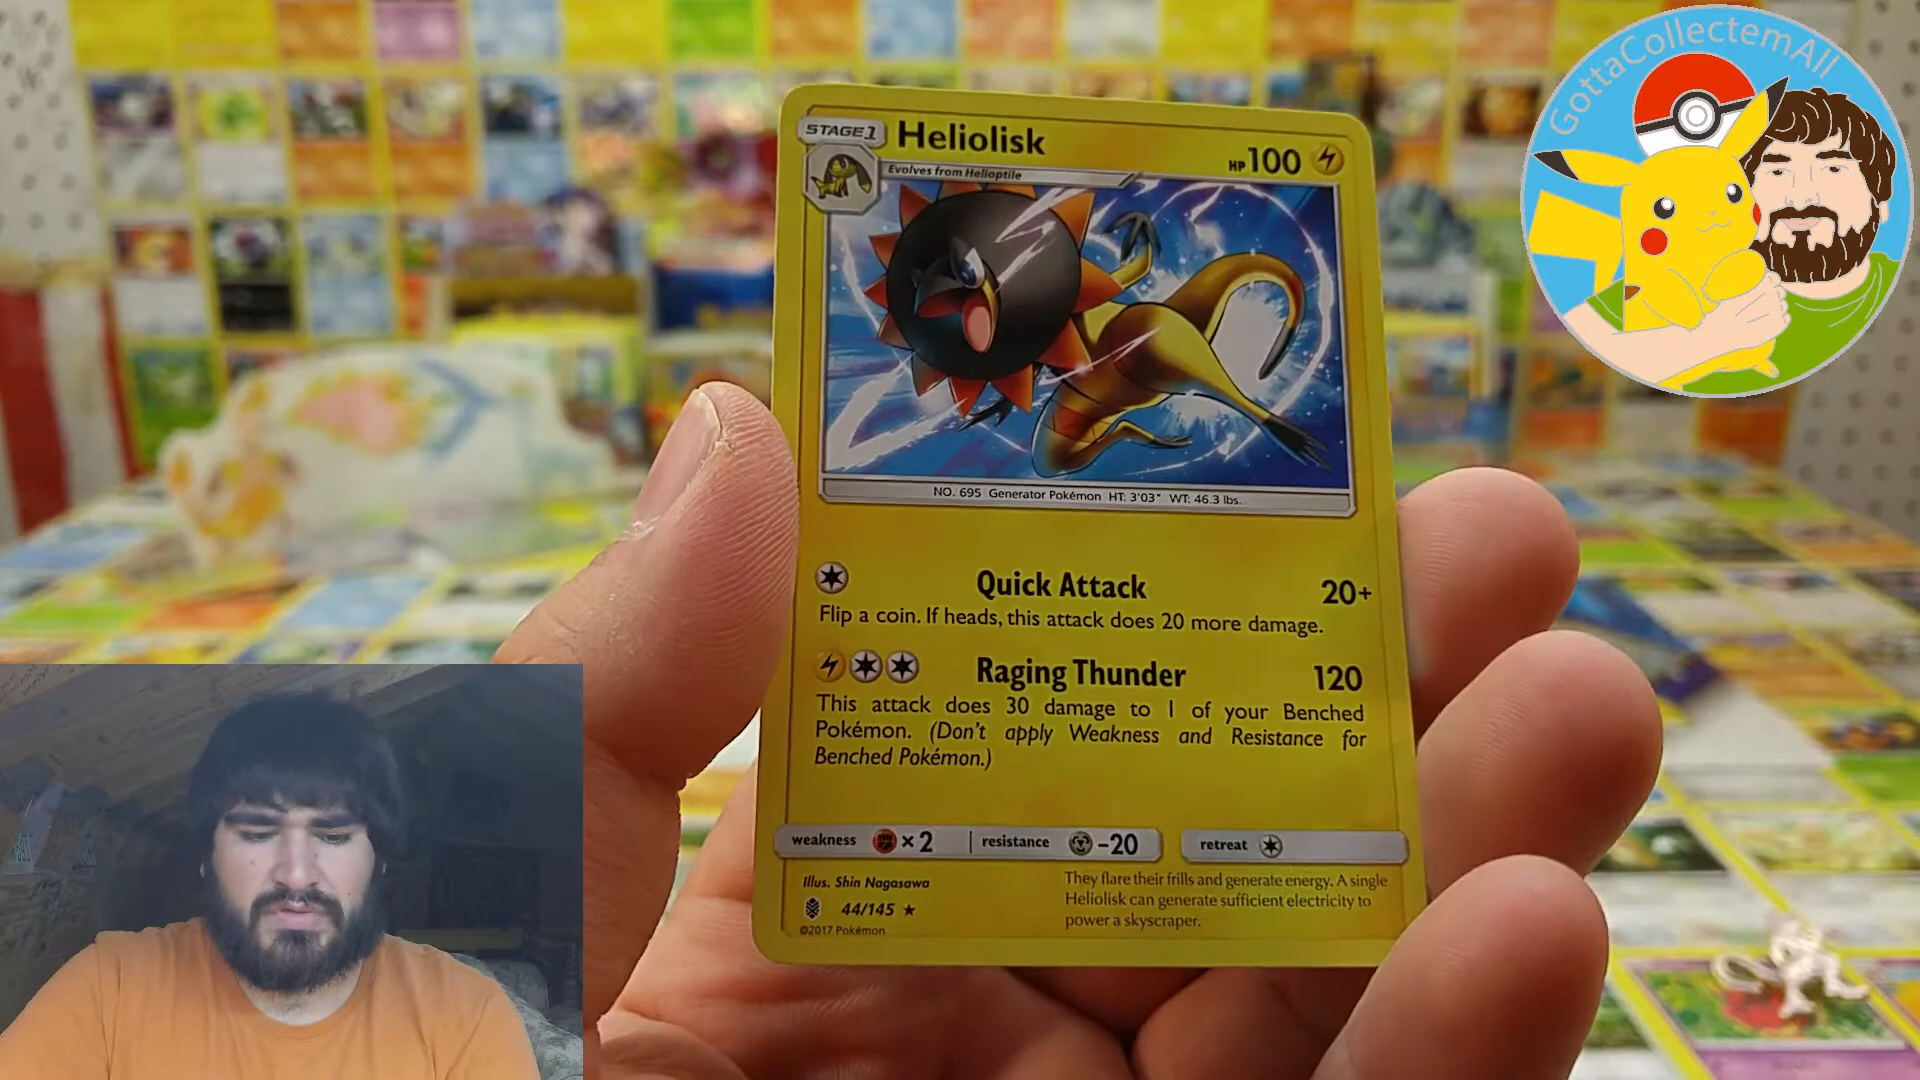 GottaCollectemAll
STAGE 1
Heliolisk
HP 100
Evolves from Helioptile
NO. 695 Generator Pokémon HT: 3'03" WT: 46.3 lbs.
Quick Attack 20+
Flip a coin. If heads, this attack does 20 more damage.
Raging Thunder 120
This attack does 30 damage to 1 of your Benched
Pokémon. (Don't apply Weakness and Resistance for
Benched Pokémon.)
weakness ×2 resistance -20 retreat
Illus. Shin Nagasawa
44/145 ★
©2017 Pokémon
They flare their frills and generate energy. A single
Heliolisk can generate sufficient electricity to
power a skyscraper.